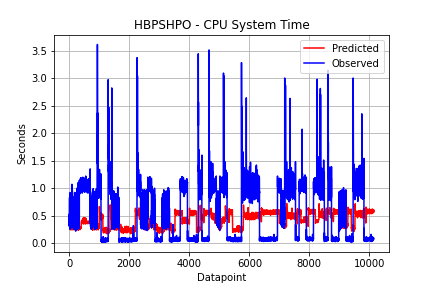 HBPSHPO - CPU System Time
Predicted
Observed
Seconds
3.5
3.0
2.5
2.0
1.5
1.0
0.5
0.0
0
2000
4000
6000
8000
10000
Datapoint